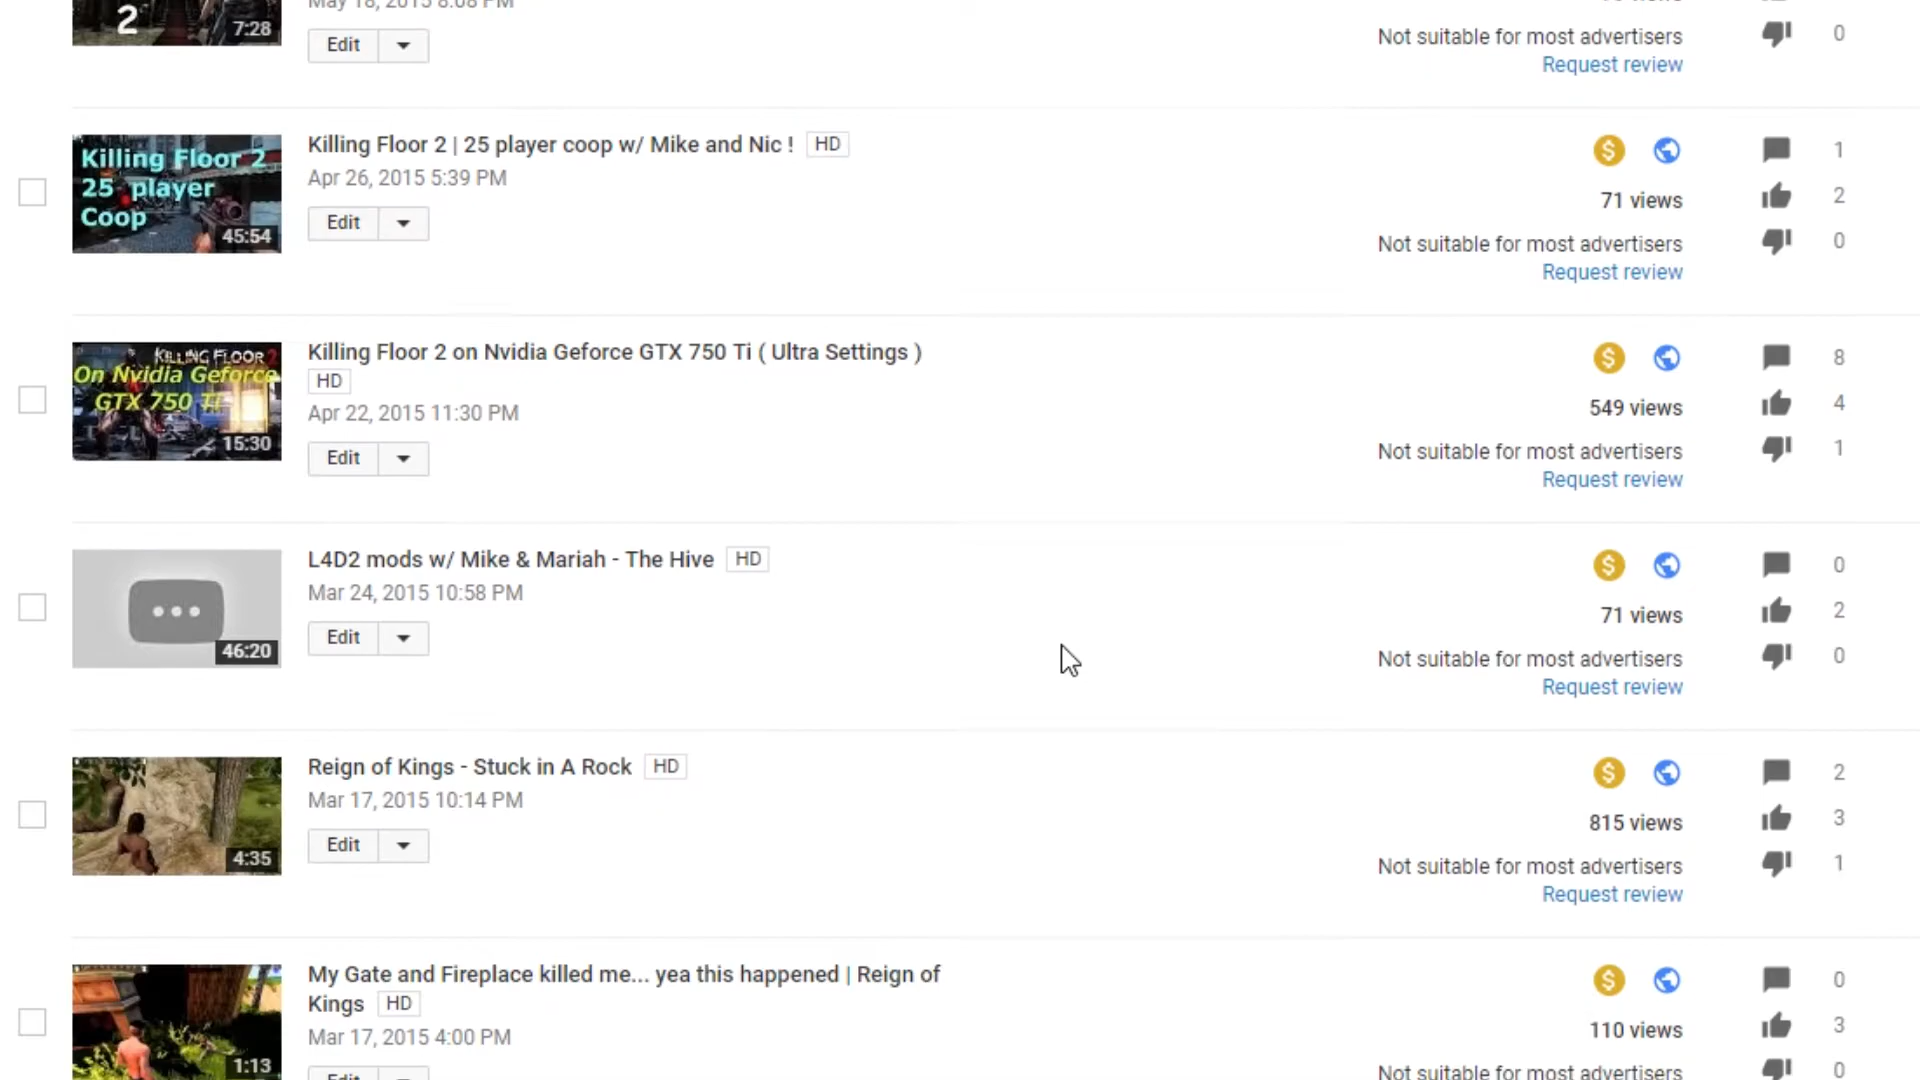 May 18, 2015 8:08 PM
2
7:28
Edit
Not suitable for most advertisers
0
Request review
Killing Floor 2 | 25 player coop w/ Mike and Nic ! HD
Killing Floor 2
25 player
Coop
45:54
Apr 26, 2015 5:39 PM
Edit
1
71 views
2
Not suitable for most advertisers
0
Request review
Killing Floor 2 on Nvidia Geforce GTX 750 Ti ( Ultra Settings )
HD
KILLING FLOOR 2
On Nvidia Geforce
GTX 750 Ti
15:30
Apr 22, 2015 11:30 PM
Edit
8
549 views
4
Not suitable for most advertisers
1
Request review
L4D2 mods w/ Mike & Mariah - The Hive HD
Mar 24, 2015 10:58 PM
46:20
Edit
0
71 views
2
Not suitable for most advertisers
0
Request review
Reign of Kings - Stuck in A Rock HD
Mar 17, 2015 10:14 PM
4:35
Edit
2
815 views
3
Not suitable for most advertisers
1
Request review
My Gate and Fireplace killed me... yea this happened | Reign of
Kings HD
Mar 17, 2015 4:00 PM
1:13
Edit
0
110 views
3
Not suitable for most advertisers
0